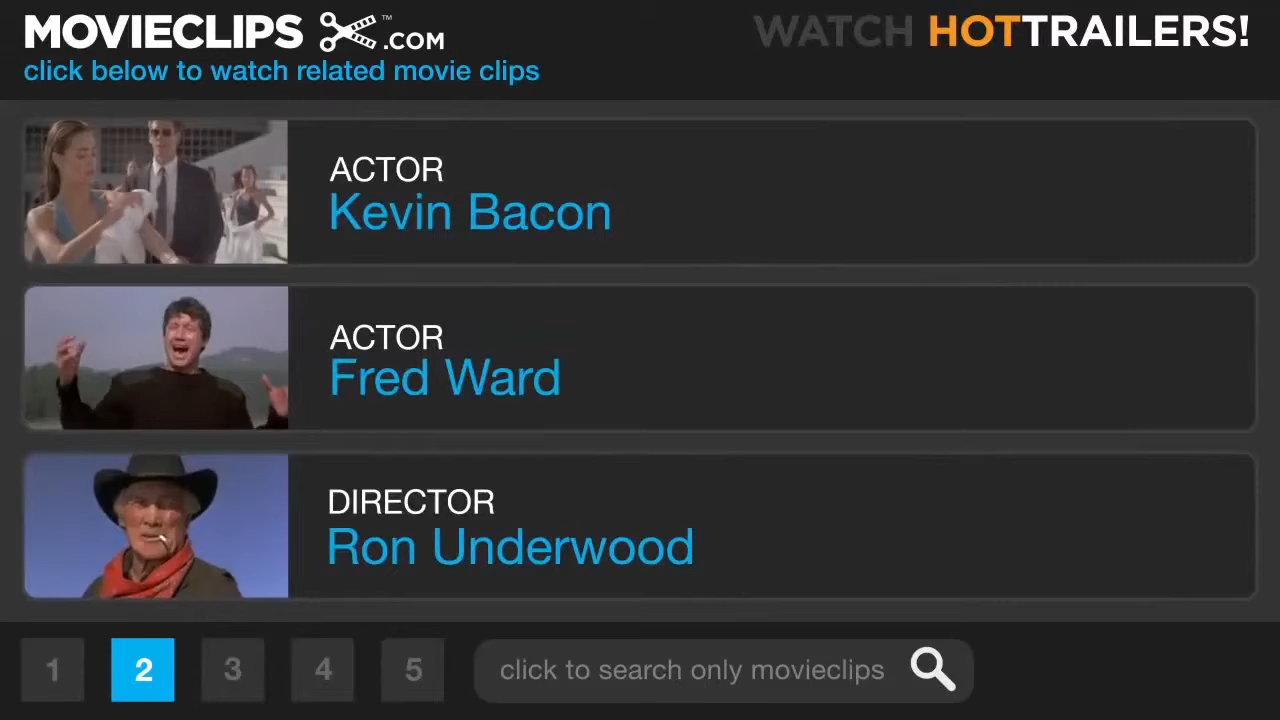 MOVIECLIPS ™.COM
WATCH HOTTRAILERS!
click below to watch related movie clips
ACTOR
Kevin Bacon
ACTOR
Fred Ward
DIRECTOR
Ron Underwood
1 2 3 4 5 click to search only movieclips